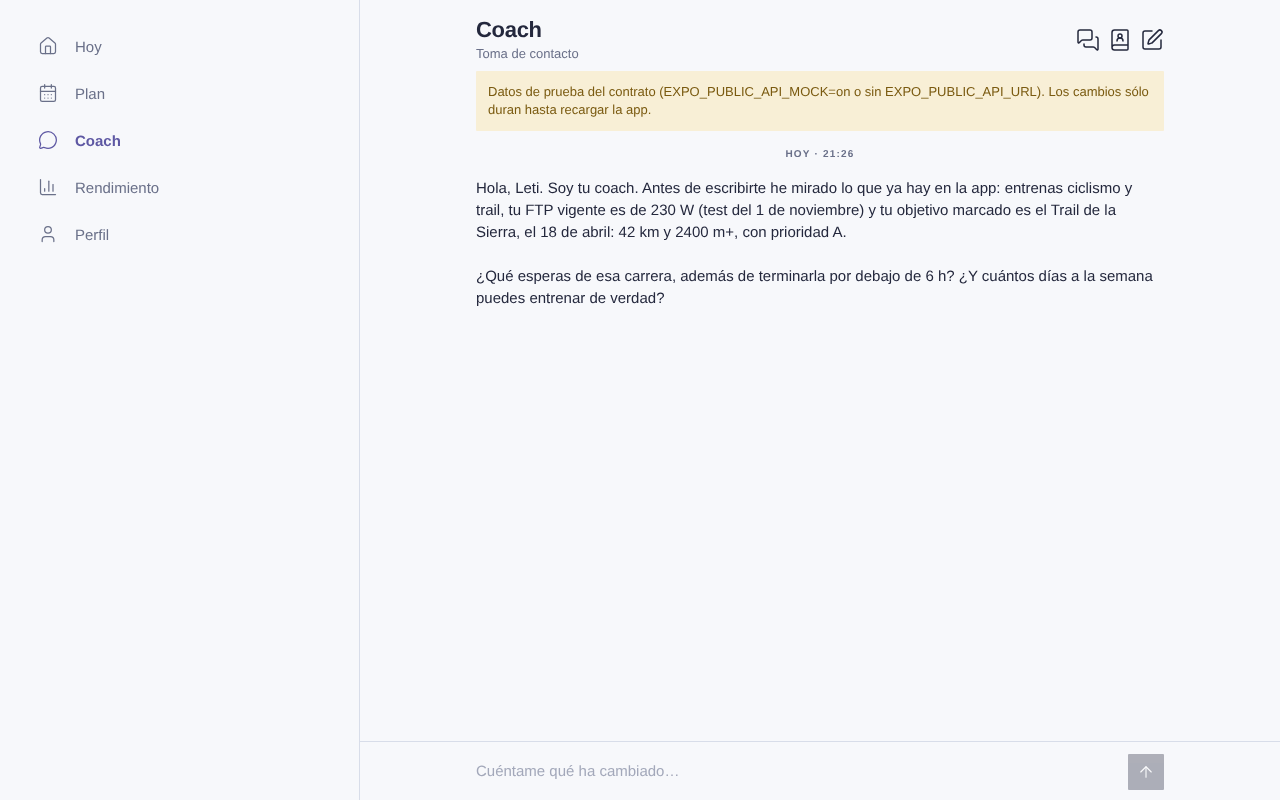 Hoy
Plan
Coach
Rendimiento
Perfil
Coach
Toma de contacto
Datos de prueba del contrato (EXPO_PUBLIC_API_MOCK=on o sin EXPO_PUBLIC_API_URL). Los cambios sólo
duran hasta recargar la app.
HOY · 21:26
Hola, Leti. Soy tu coach. Antes de escribirte he mirado lo que ya hay en la app: entrenas ciclismo y
trail, tu FTP vigente es de 230 W (test del 1 de noviembre) y tu objetivo marcado es el Trail de la
Sierra, el 18 de abril: 42 km y 2400 m+, con prioridad A.
¿Qué esperas de esa carrera, además de terminarla por debajo de 6 h? ¿Y cuántos días a la semana
puedes entrenar de verdad?
Cuéntame qué ha cambiado…